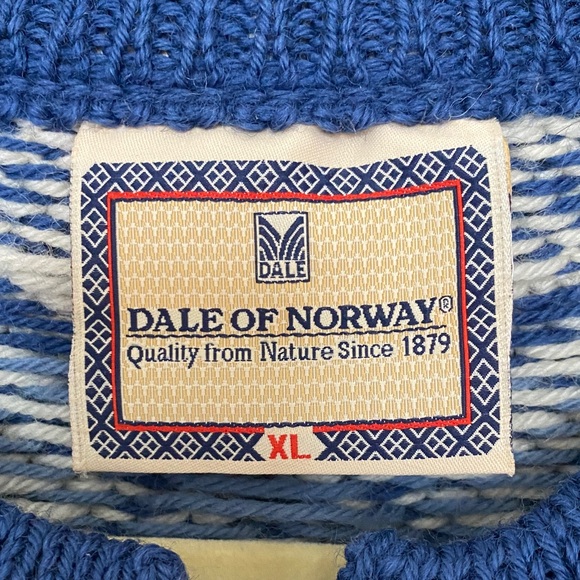 DALE
DALE OF NORWAY®
Quality from Nature Since 1879
XL